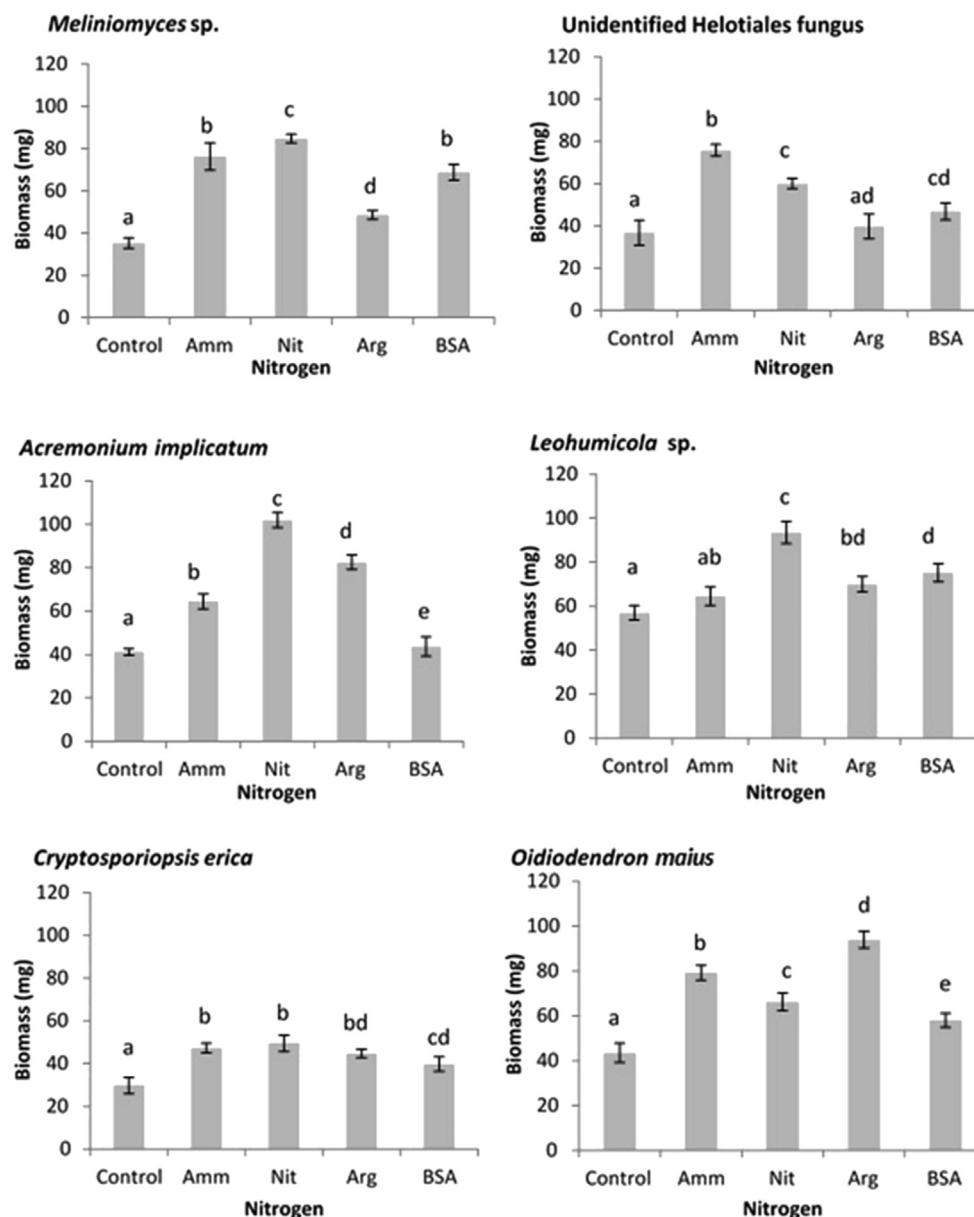 Meliniomyces sp.
120
100
80
60
40
20
0
Biomass (mg)
a
b
c
d
b
Control Amm Nit Arg BSA
Nitrogen
Unidentified Helotiales fungus
120
100
80
60
40
20
0
Biomass (mg)
a
b
c
ad
cd
Control Amm Nit Arg BSA
Nitrogen
Acremonium implicatum
120
100
80
60
40
20
0
Biomass (mg)
a
b
c
d
e
Control Amm Nit Arg BSA
Nitrogen
Leohumicola sp.
120
100
80
60
40
20
0
Biomass (mg)
a
ab
c
bd
d
Control Amm Nit Arg BSA
Nitrogen
Cryptosporiopsis erica
120
100
80
60
40
20
0
Biomass (mg)
a
b
b
bd
cd
Control Amm Nit Arg BSA
Nitrogen
Oidiodendron maius
120
100
80
60
40
20
0
Biomass (mg)
a
b
c
d
e
Control Amm Nit Arg BSA
Nitrogen